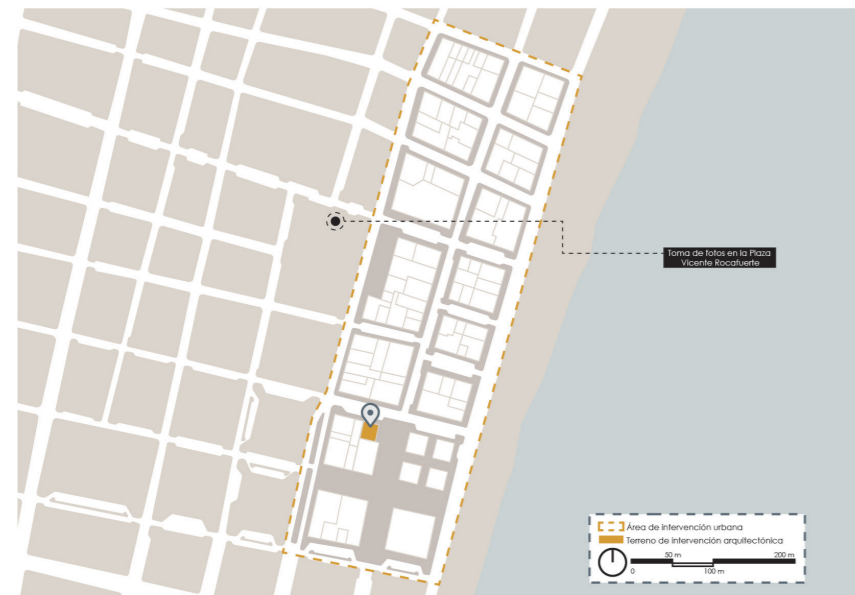 Toma de fotos en la Plaza
Vicente Rocafuerte
Área de intervención urbana
Terreno de intervención arquitectónica
50 m
200 m
0
100 m